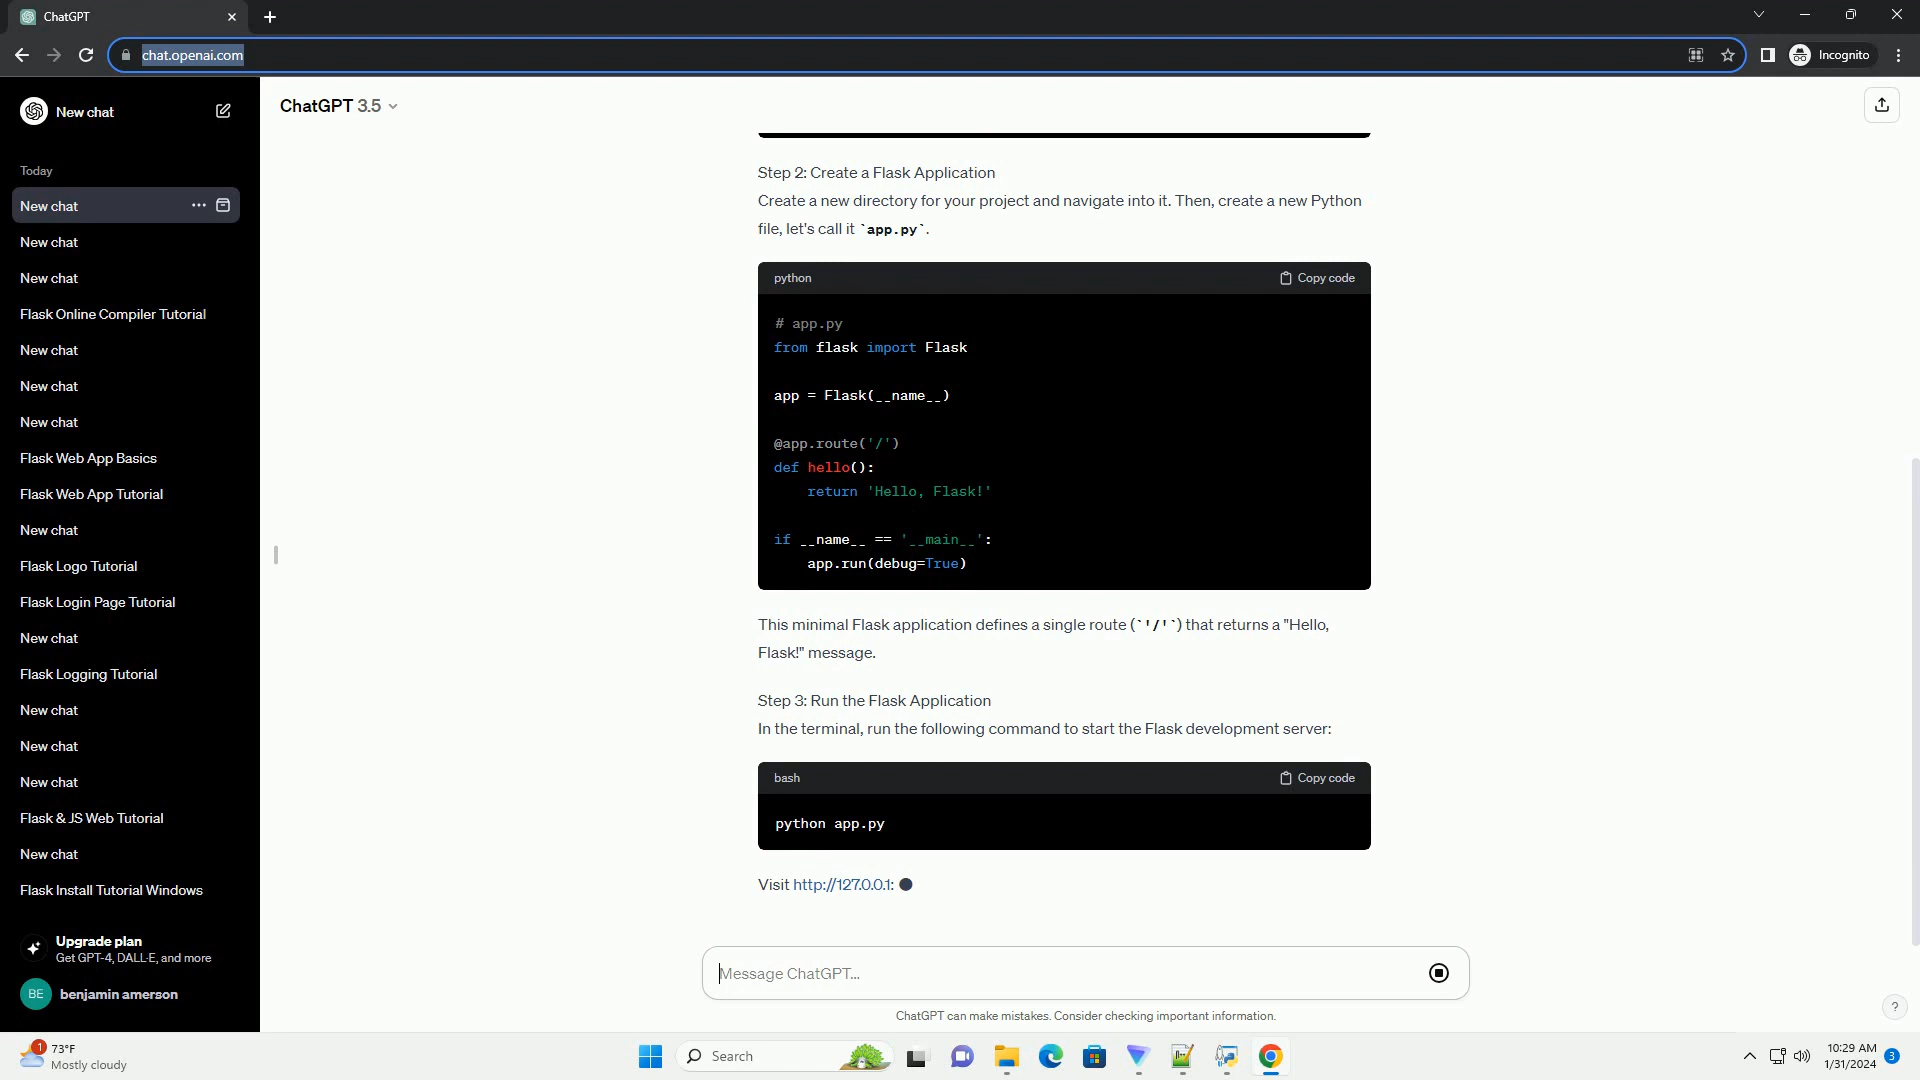 ChatGPT
chat.openai.com
Incognito
New chat
Today
New chat
New chat
New chat
Flask Online Compiler Tutorial
New chat
New chat
New chat
Flask Web App Basics
Flask Web App Tutorial
New chat
Flask Logo Tutorial
Flask Login Page Tutorial
New chat
Flask Logging Tutorial
New chat
New chat
New chat
Flask & JS Web Tutorial
New chat
Flask Install Tutorial Windows
Upgrade plan
Get GPT-4, DALL·E, and more
BE benjamin amerson
ChatGPT 3.5
Step 2: Create a Flask Application
Create a new directory for your project and navigate into it. Then, create a new Python
file, let's call it `app.py`.
python Copy code
# app.py
from flask import Flask
app = Flask(__name__)
@app.route('/')
def hello():
    return 'Hello, Flask!'
if __name__ == '__main__':
    app.run(debug=True)
This minimal Flask application defines a single route (`'/'`) that returns a "Hello,
Flask!" message.
Step 3: Run the Flask Application
In the terminal, run the following command to start the Flask development server:
bash Copy code
python app.py
Visit http://127.0.0.1:
Message ChatGPT...
ChatGPT can make mistakes. Consider checking important information.
?
1
73°F
Mostly cloudy
Search
10:29 AM
1/31/2024
3